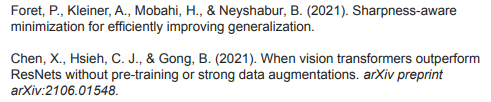 Foret, P., Kleiner, A., Mobahi, H., & Neyshabur, B. (2021). Sharpness-aware
minimization for efficiently improving generalization.
Chen, X., Hsieh, C. J., & Gong, B. (2021). When vision transformers outperform
ResNets without pre-training or strong data augmentations. arXiv preprint
arXiv:2106.01548.